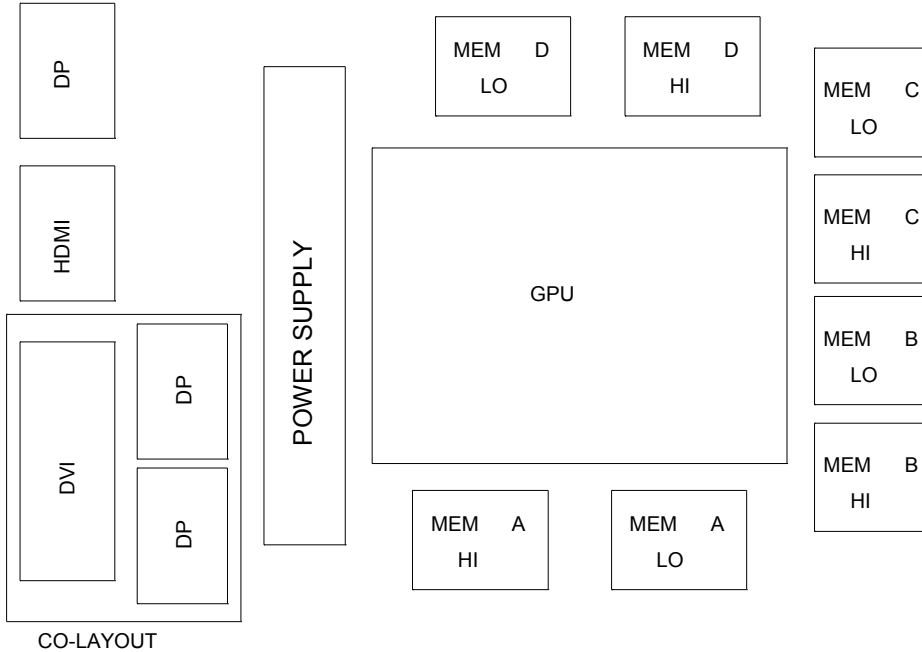 DP
HDMI
DVI
DP
DP
CO-LAYOUT
POWER SUPPLY
MEM D
LO
MEM D
HI
GPU
MEM A
HI
MEM A
LO
MEM C
LO
MEM C
HI
MEM B
LO
MEM B
HI